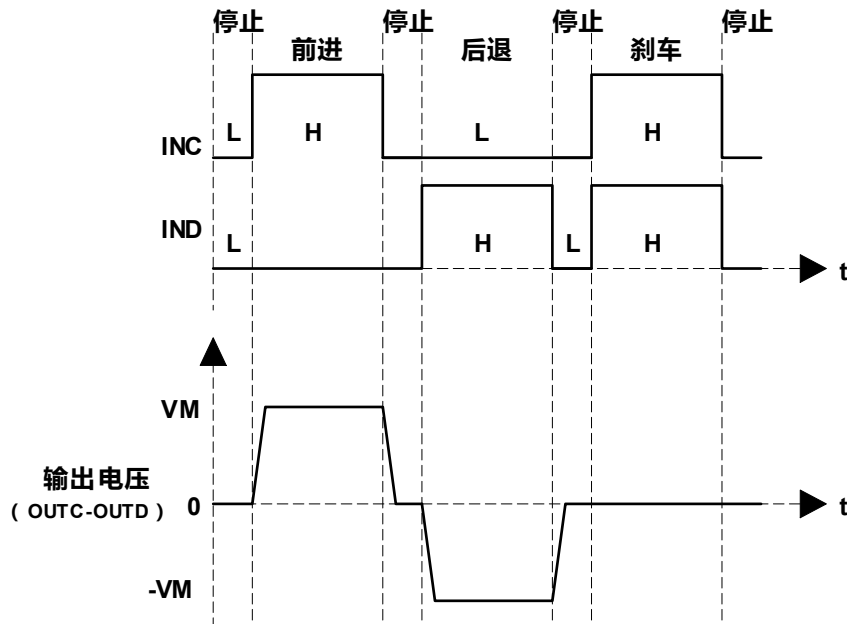 停止 停止 停止 停止
前进 后退 刹车
L H L H
INC
IND
L H L H
t
VM
输出电压
( OUTC-OUTD ) 0 t
-VM